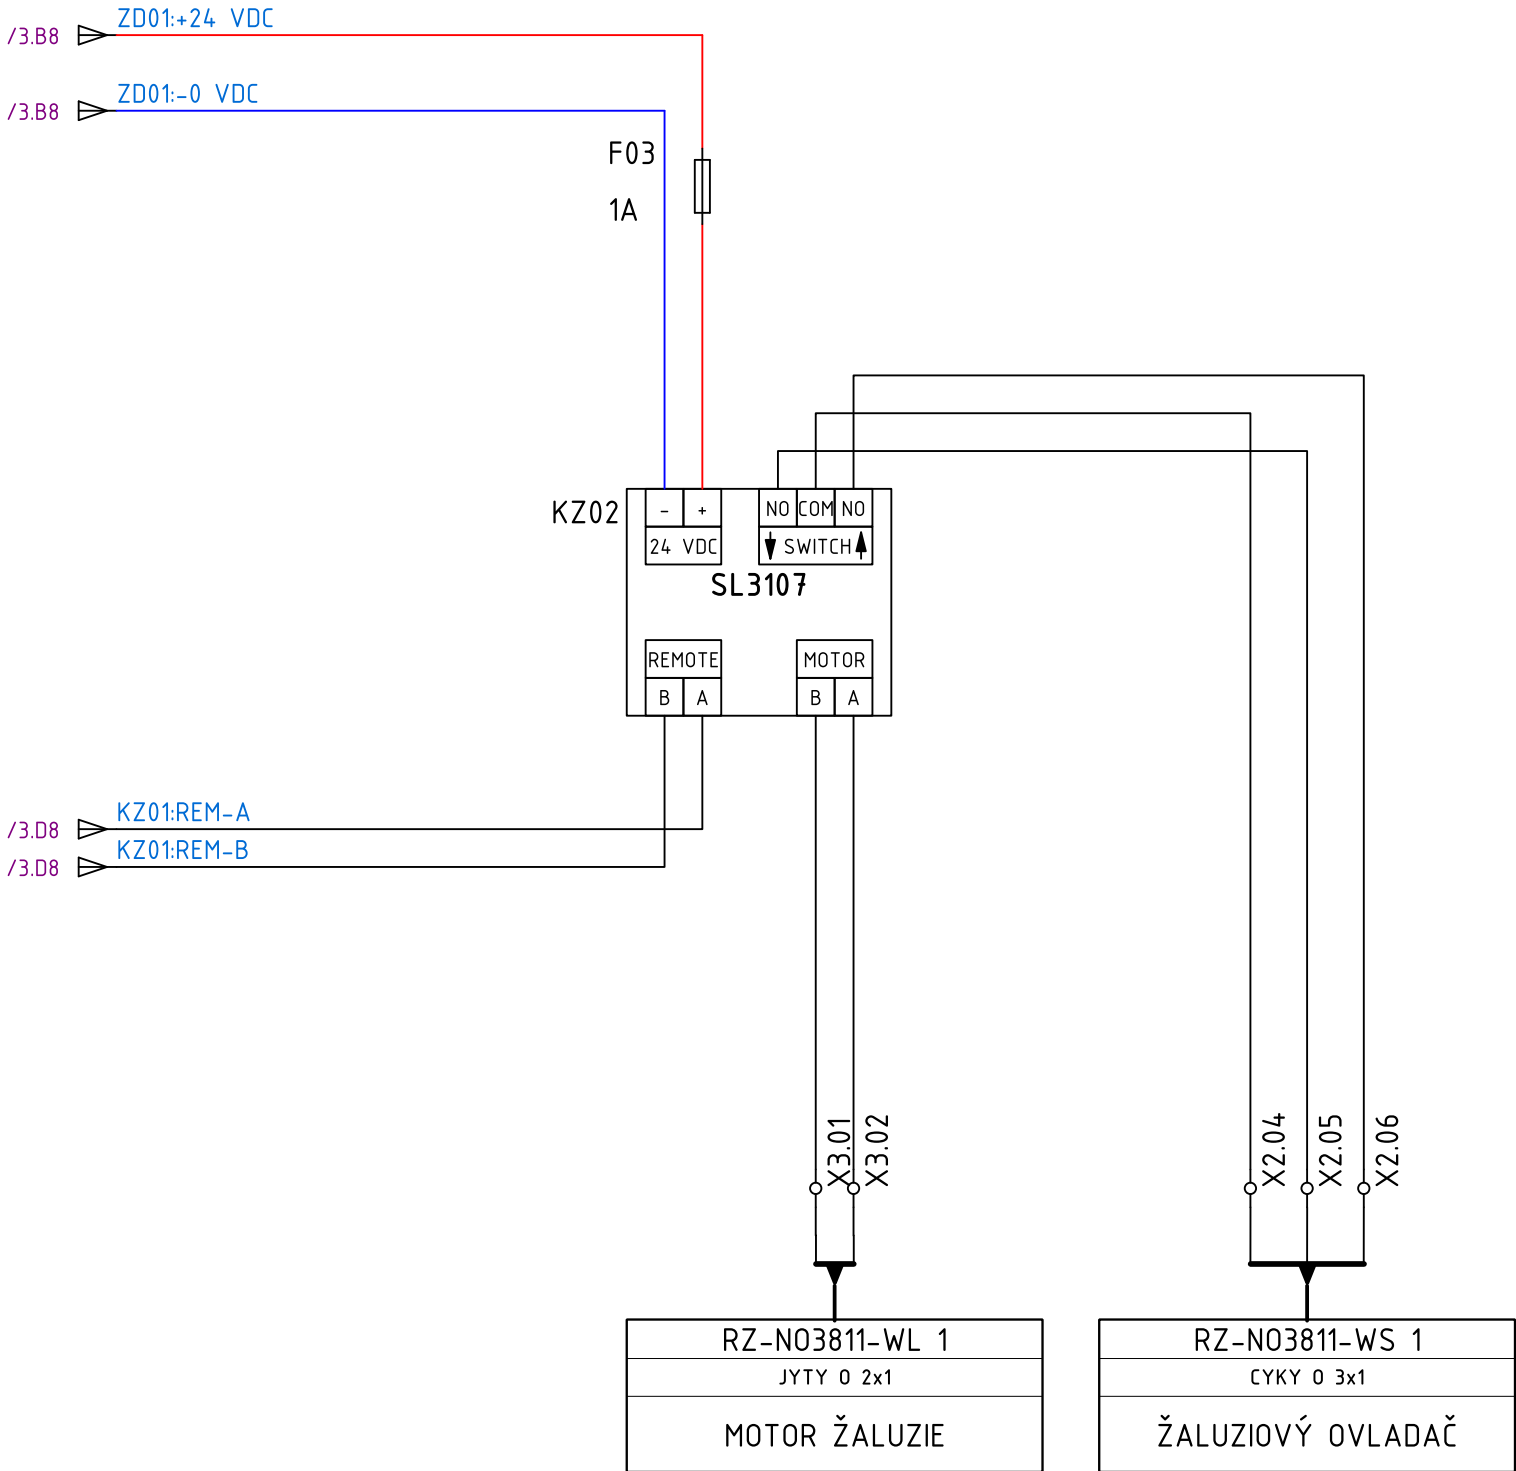 /3.B8 ZD01:+24 VDC
/3.B8 ZD01:-0 VDC
F03
1A
KZ02
- + NO COM NO
24 VDC SWITCH
SL3107
REMOTE MOTOR
B A B A
/3.D8 KZ01:REM-A
/3.D8 KZ01:REM-B
X3.01
X3.02
X2.04
X2.05
X2.06
RZ-NO3811-WL 1
JYTY O 2x1
MOTOR ŽALUZIE
RZ-NO3811-WS 1
CYKY O 3x1
ŽALUZIOVÝ OVLADAČ